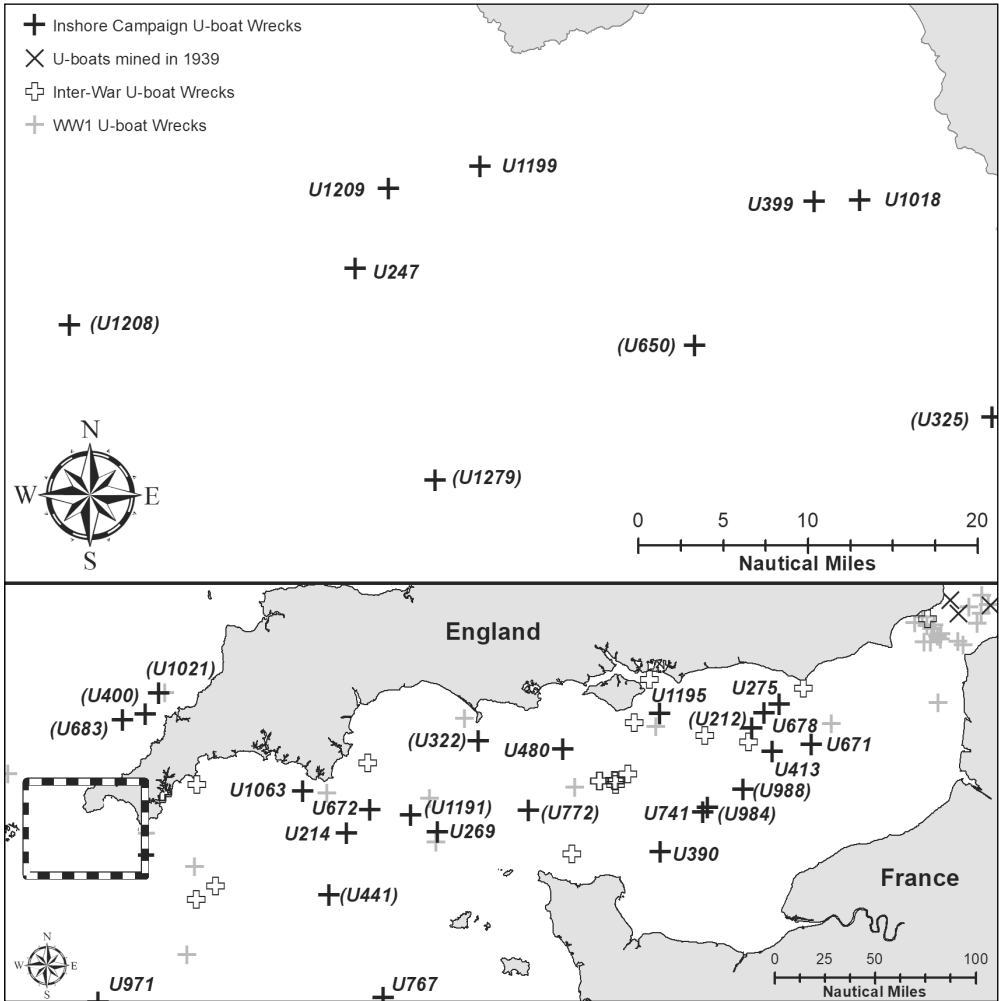 Inshore Campaign U-boat Wrecks
U-boats mined in 1939
Inter-War U-boat Wrecks
WW1 U-boat Wrecks
U1199
U1209
U399
U1018
U247
(U1208)
(U650)
(U325)
(U1279)
N
W E
S
0 5 10 20
Nautical Miles
England
(U1021)
(U400)
(U683)
U1195
U275
(U212)
U678
(U322)
U480
U671
U413
U1063
(U988)
U672
(U1191)
(U772)
U741
(U984)
U214
U269
U390
France
(U441)
N
W E
S
0 25 50 100
Nautical Miles
U971
U767